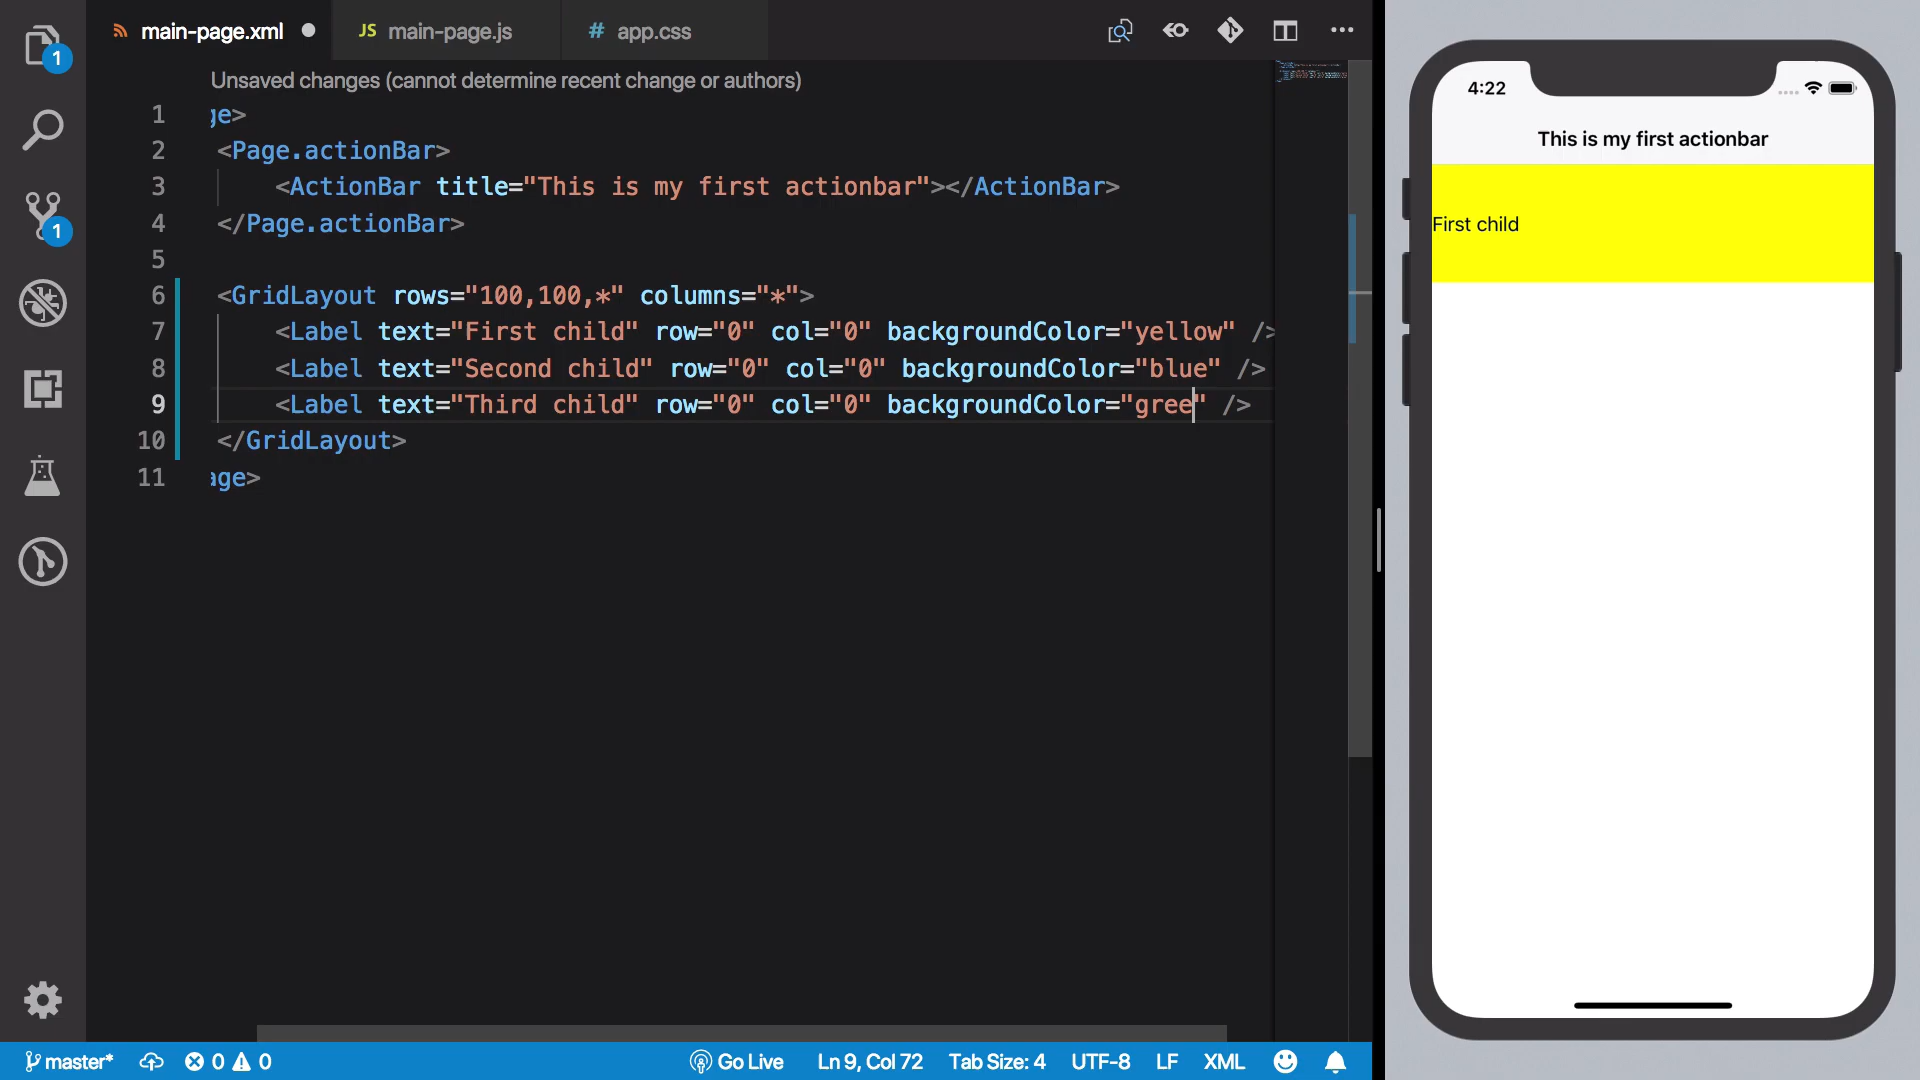 1
main-page.xml
JS main-page.js
# app.css
Unsaved changes (cannot determine recent change or authors)
1 ge>
2 <Page.actionBar>
3 <ActionBar title="This is my first actionbar"></ActionBar>
4 </Page.actionBar>
5
6 <GridLayout rows="100,100,*" columns="*">
7 <Label text="First child" row="0" col="0" backgroundColor="yellow" />
8 <Label text="Second child" row="0" col="0" backgroundColor="blue" />
9 <Label text="Third child" row="0" col="0" backgroundColor="gree" />
10 </GridLayout>
11 age>
1
master* 0 0 Go Live Ln 9, Col 72 Tab Size: 4 UTF-8 LF XML
4:22
This is my first actionbar
First child